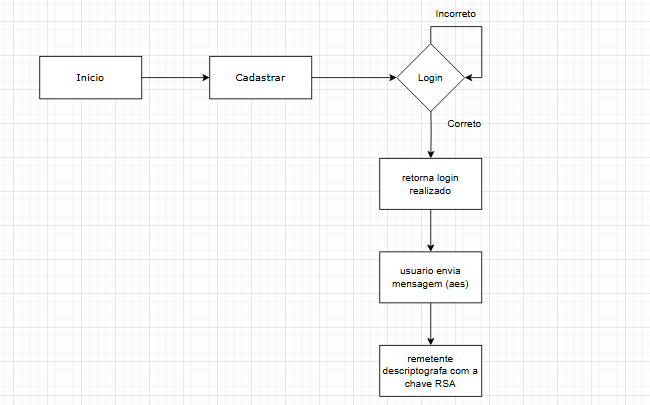 Incorreto
Inicio
Cadastrar
Login
Correto
retorna login
realizado
usuario envia
mensagem (aes)
remetente
descriptografa com a
chave RSA